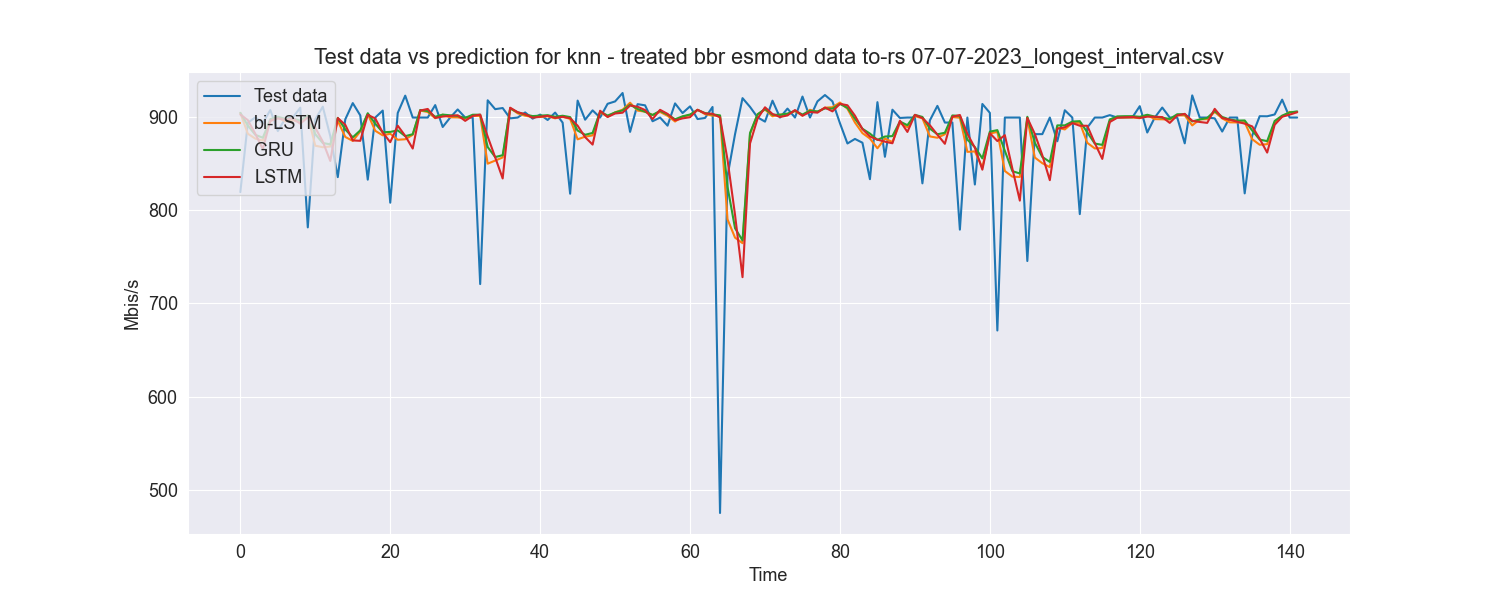 Test data vs prediction for knn - treated bbr esmond data to-rs 07-07-2023_longest_interval.csv
Test data
bi-LSTM
GRU
LSTM
900
800
700
600
500
Mbis/s
0 20 40 60 80 100 120 140
Time